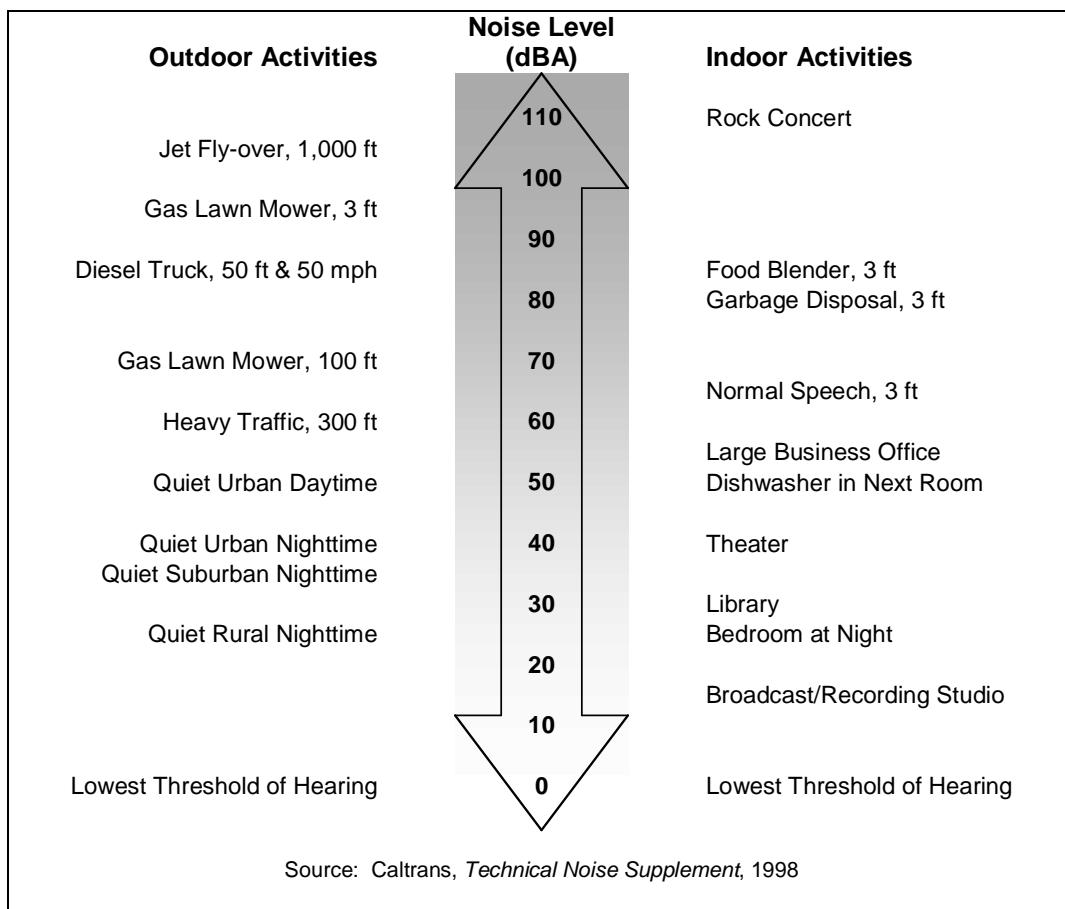 Noise Level
(dBA)
Outdoor Activities
Indoor Activities
110
Rock Concert
Jet Fly-over, 1,000 ft
100
Gas Lawn Mower, 3 ft
90
Diesel Truck, 50 ft & 50 mph
Food Blender, 3 ft
80
Garbage Disposal, 3 ft
Gas Lawn Mower, 100 ft
70
Normal Speech, 3 ft
Heavy Traffic, 300 ft
60
Large Business Office
Quiet Urban Daytime
50
Dishwasher in Next Room
Quiet Urban Nighttime
40
Theater
Quiet Suburban Nighttime
30
Library
Quiet Rural Nighttime
Bedroom at Night
20
Broadcast/Recording Studio
10
Lowest Threshold of Hearing
0
Lowest Threshold of Hearing
Source: Caltrans, Technical Noise Supplement, 1998